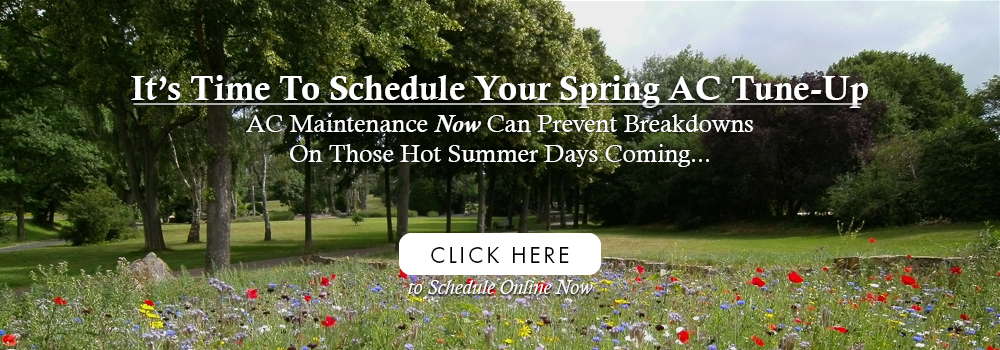 It's Time To Schedule Your Spring AC Tune-Up
AC Maintenance Now Can Prevent Breakdowns
On Those Hot Summer Days Coming...
CLICK HERE
to Schedule Online Now